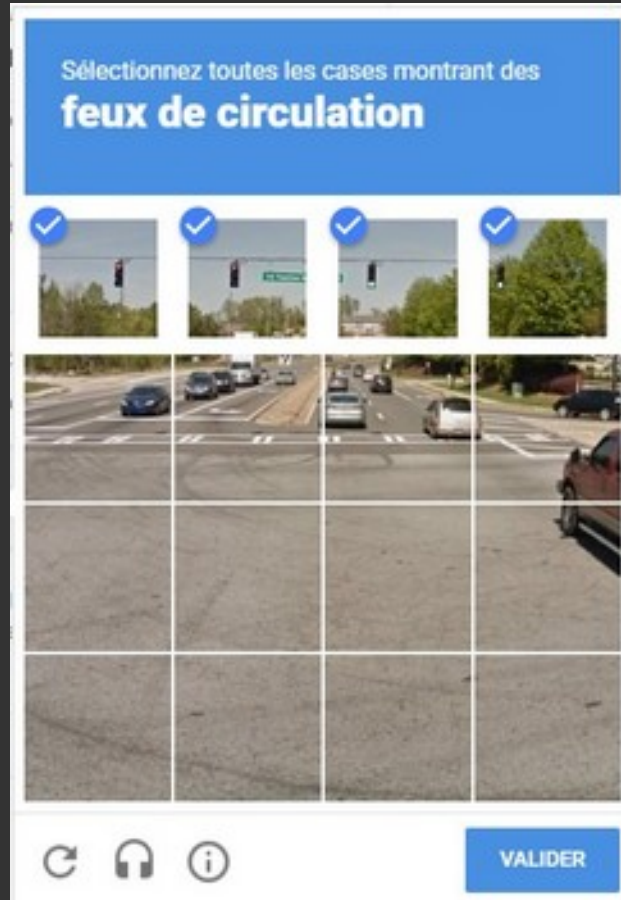 Sélectionnez toutes les cases montrant des
feux de circulation
VALIDER